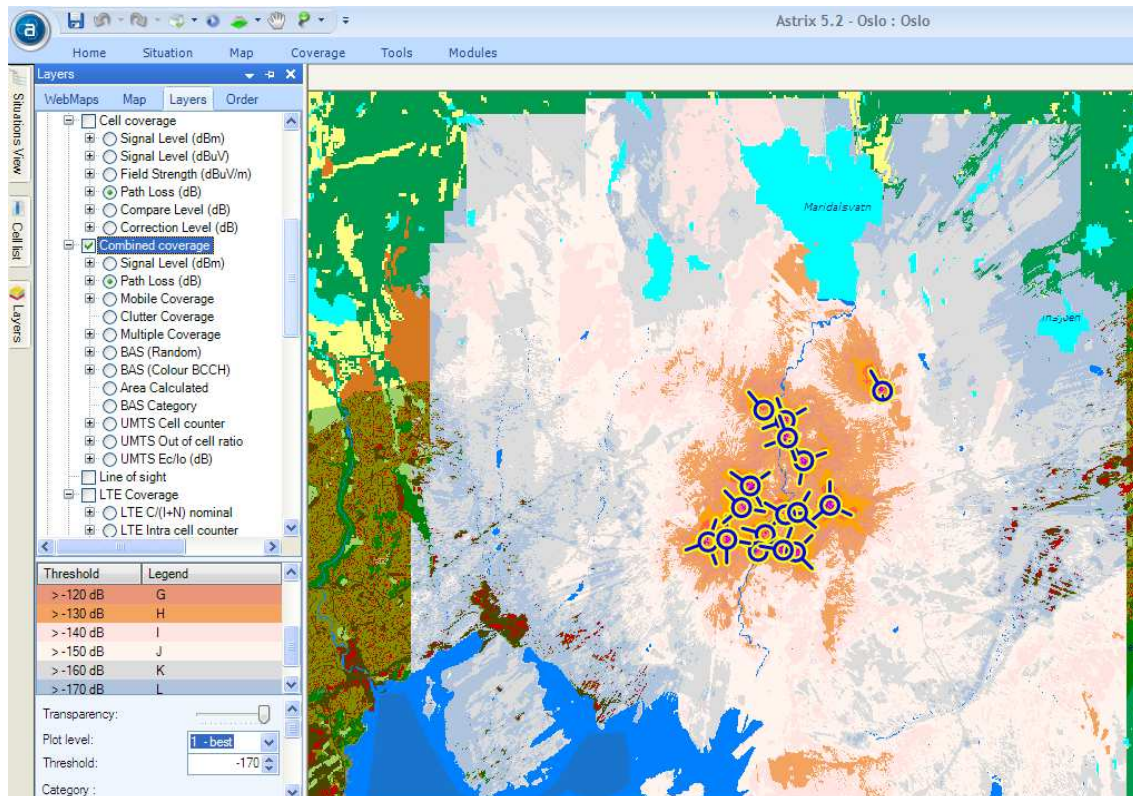 a
Astrix 5.2 - Oslo : Oslo
Home Situation Map Coverage Tools Modules
Situations View
Cell list
Layers
Layers
WebMaps Map Layers Order
Cell coverage
Signal Level (dBm)
Signal Level (dBuV)
Field Strength (dBuV/m)
Path Loss (dB)
Compare Level (dB)
Correction Level (dB)
Combined coverage
Signal Level (dBm)
Path Loss (dB)
Mobile Coverage
Clutter Coverage
Multiple Coverage
BAS (Random)
BAS (Colour BCCH)
Area Calculated
BAS Category
UMTS Cell counter
UMTS Out of cell ratio
UMTS Ec/Io (dB)
Line of sight
LTE Coverage
LTE C/(I+N) nominal
LTE Intra cell counter
Threshold Legend
>-120 dB G
>-130 dB H
>-140 dB I
>-150 dB J
>-160 dB K
>-170 dB L
Transparency:
Plot level: 1 -best
Threshold: -170
Category :
Maridalsvatn